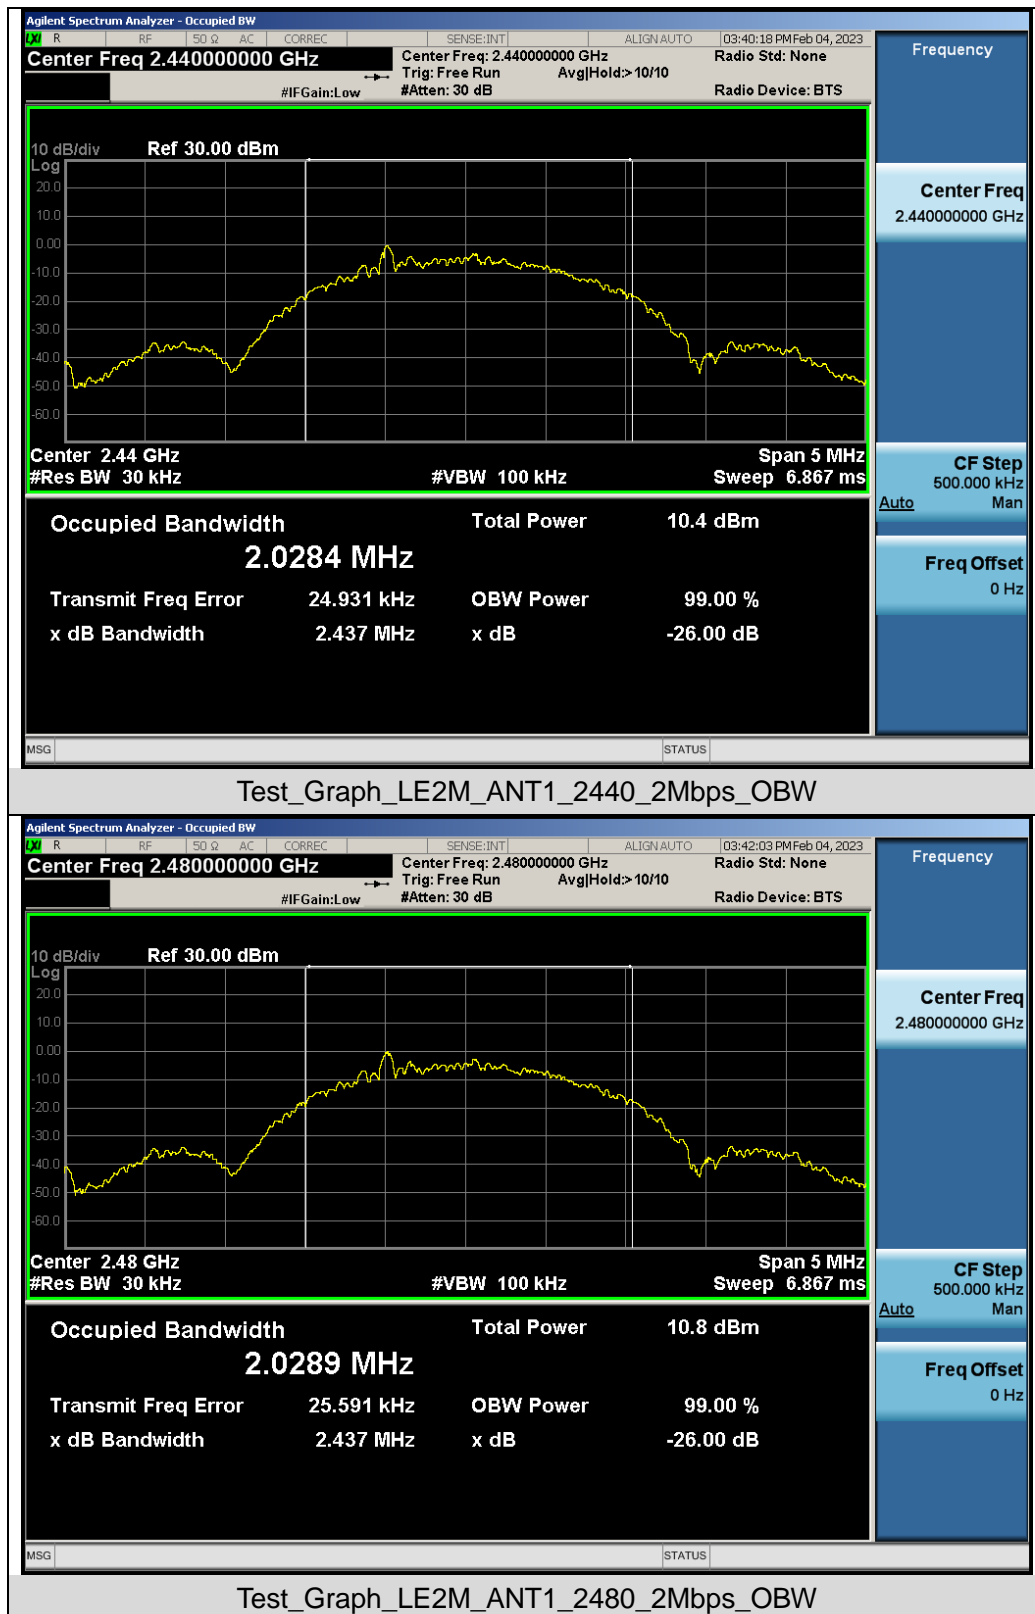 Agilent Spectrum Analyzer - Occupied BW
LXI R RF 50 Ω AC CORREC SENSE:INT ALIGN AUTO 03:40:18 PM Feb 04, 2023
Center Freq 2.440000000 GHz
Center Freq: 2.440000000 GHz Radio Std: None
Trig: Free Run Avg|Hold:> 10/10
#IFGain:Low #Atten: 30 dB Radio Device: BTS
Frequency
10 dB/div Ref 30.00 dBm
Log
20.0
10.0
0.00
-10.0
-20.0
-30.0
-40.0
-50.0
-60.0
Center 2.44 GHz Span 5 MHz
#Res BW 30 kHz #VBW 100 kHz Sweep 6.867 ms
Center Freq
2.440000000 GHz
CF Step
500.000 kHz
Auto Man
Freq Offset
0 Hz
Occupied Bandwidth Total Power 10.4 dBm
2.0284 MHz
Transmit Freq Error 24.931 kHz OBW Power 99.00 %
x dB Bandwidth 2.437 MHz x dB -26.00 dB
MSG STATUS
Test_Graph_LE2M_ANT1_2440_2Mbps_OBW
Agilent Spectrum Analyzer - Occupied BW
LXI R RF 50 Ω AC CORREC SENSE:INT ALIGN AUTO 03:42:03 PM Feb 04, 2023
Center Freq 2.480000000 GHz
Center Freq: 2.480000000 GHz Radio Std: None
Trig: Free Run Avg|Hold:> 10/10
#IFGain:Low #Atten: 30 dB Radio Device: BTS
Frequency
10 dB/div Ref 30.00 dBm
Log
20.0
10.0
0.00
-10.0
-20.0
-30.0
-40.0
-50.0
-60.0
Center 2.48 GHz Span 5 MHz
#Res BW 30 kHz #VBW 100 kHz Sweep 6.867 ms
Center Freq
2.480000000 GHz
CF Step
500.000 kHz
Auto Man
Freq Offset
0 Hz
Occupied Bandwidth Total Power 10.8 dBm
2.0289 MHz
Transmit Freq Error 25.591 kHz OBW Power 99.00 %
x dB Bandwidth 2.437 MHz x dB -26.00 dB
MSG STATUS
Test_Graph_LE2M_ANT1_2480_2Mbps_OBW